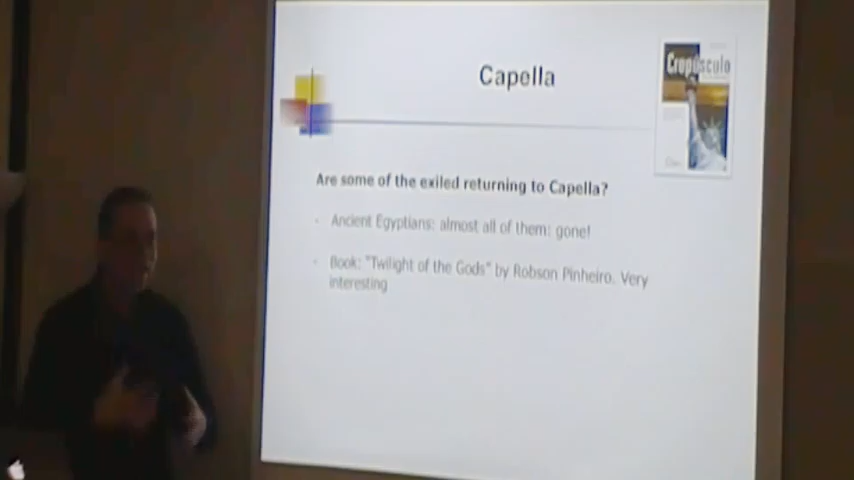 Capella
Crepúsculo
Are some of the exiled returning to Capella?
- Ancient Egyptians: almost all of them: gone!
- Book: "Twilight of the Gods" by Robson Pinheiro. Very
interesting